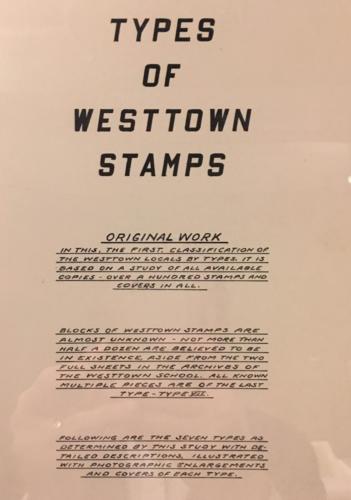 TYPES
OF
WESTTOWN
STAMPS
ORIGINAL WORK
IN THIS, THE FIRST, CLASSIFICATION OF
THE WESTTOWN LOCALS BY TYPES. IT IS
BASED ON A STUDY OF ALL AVAILABLE
COPIES - OVER A HUNDRED STAMPS AND
COVERS IN ALL.
BLOCKS OF WESTTOWN STAMPS ARE
ALMOST UNKNOWN - NOT MORE THAN
HALF A DOZEN ARE BELIEVED TO BE
IN EXISTENCE, ASIDE FROM THE TWO
FULL SHEETS IN THE ARCHIVES OF
THE WESTTOWN SCHOOL. ALL KNOWN
MULTIPLE PIECES ARE OF THE LAST
TYPE - TYPE VII.
FOLLOWING ARE THE SEVEN TYPES AS
DETERMINED BY THIS STUDY WITH DE-
TAILED DESCRIPTIONS, ILLUSTRATED
WITH PHOTOGRAPHIC ENLARGEMENTS
AND COVERS OF EACH TYPE.